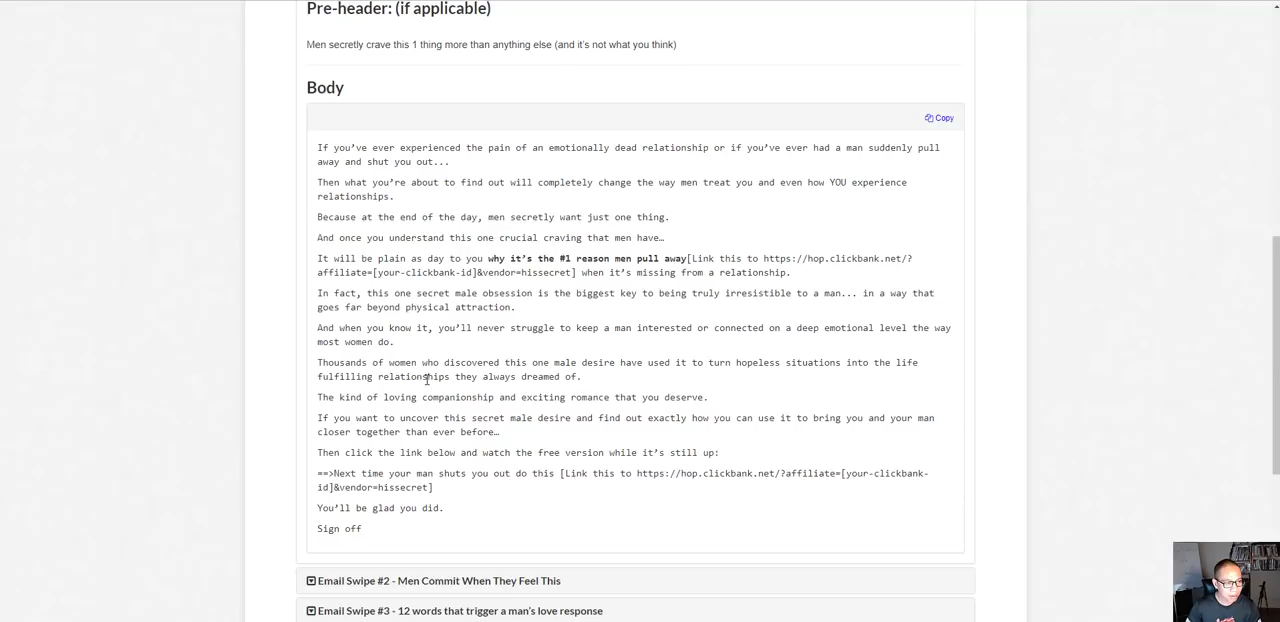 Pre-header: (if applicable)
Men secretly crave this 1 thing more than anything else (and it's not what you think)
Body
Copy
If you've ever experienced the pain of an emotionally dead relationship or if you've ever had a man suddenly pull
away and shut you out...
Then what you're about to find out will completely change the way men treat you and even how YOU experience
relationships.
Because at the end of the day, men secretly want just one thing.
And once you understand this one crucial craving that men have…
It will be plain as day to you why it's the #1 reason men pull away[Link this to https://hop.clickbank.net/?
affiliate=[your-clickbank-id]&vendor=hissecret] when it's missing from a relationship.
In fact, this one secret male obsession is the biggest key to being truly irresistible to a man... in a way that
goes far beyond physical attraction.
And when you know it, you'll never struggle to keep a man interested or connected on a deep emotional level the way
most women do.
Thousands of women who discovered this one male desire have used it to turn hopeless situations into the life
fulfilling relationships they always dreamed of.
The kind of loving companionship and exciting romance that you deserve.
If you want to uncover this secret male desire and find out exactly how you can use it to bring you and your man
closer together than ever before…
Then click the link below and watch the free version while it's still up:
==>Next time your man shuts you out do this [Link this to https://hop.clickbank.net/?affiliate=[your-clickbank-
id]&vendor=hissecret]
You'll be glad you did.
Sign off
Email Swipe #2 - Men Commit When They Feel This
Email Swipe #3 - 12 words that trigger a man's love response